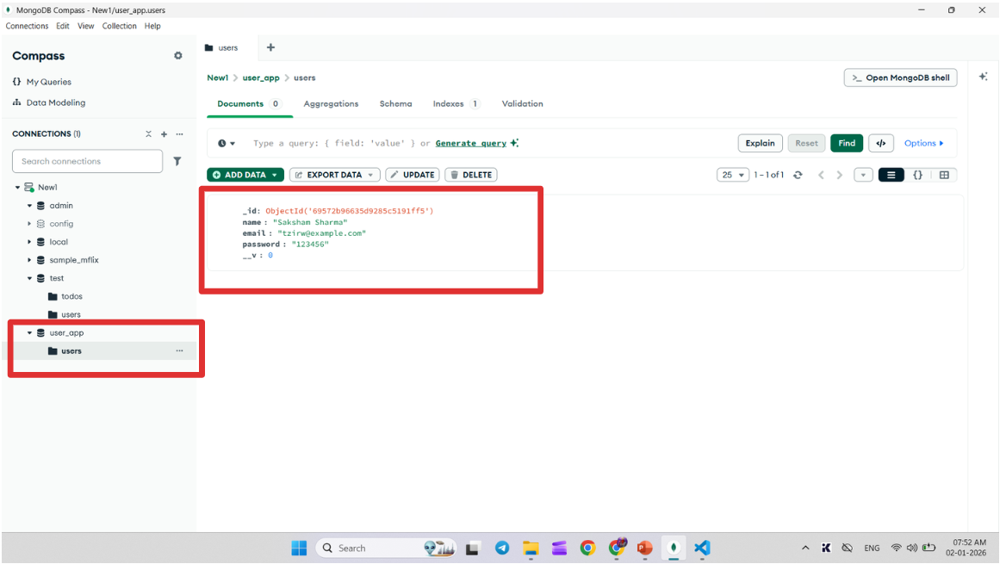 MongoDB Compass - New1/user_app.users
Connections Edit View Collection Help
Compass
My Queries
Data Modeling
CONNECTIONS (1)
Search connections
New1
admin
config
local
sample_mflix
test
todos
users
user_app
users
users
New1 > user_app > users
>_ Open MongoDB shell
Documents 0 Aggregations Schema Indexes 1 Validation
Type a query: { field: 'value' } or Generate query
Explain Reset Find </> Options
ADD DATA EXPORT DATA UPDATE DELETE
25 1-1 of 1
_id: ObjectId('69572b96635d9285c5191ff5')
name : "Saksham Sharma"
email : "tzirw@example.com"
password : "123456"
__v : 0
Search
ENG
07:52 AM
02-01-2026